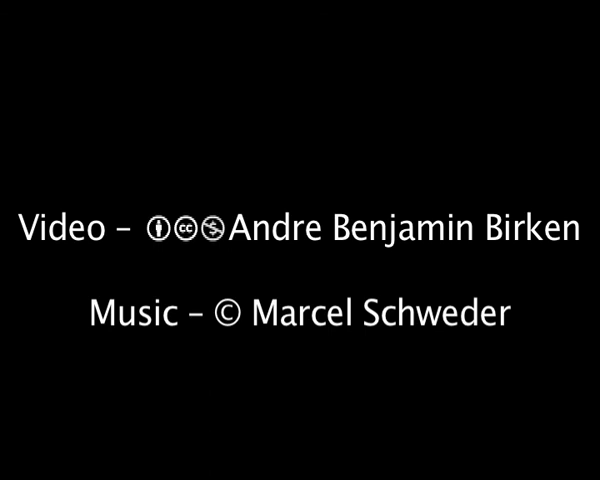 Video – 🅯🅭🄏Andre Benjamin Birken
Music – © Marcel Schweder